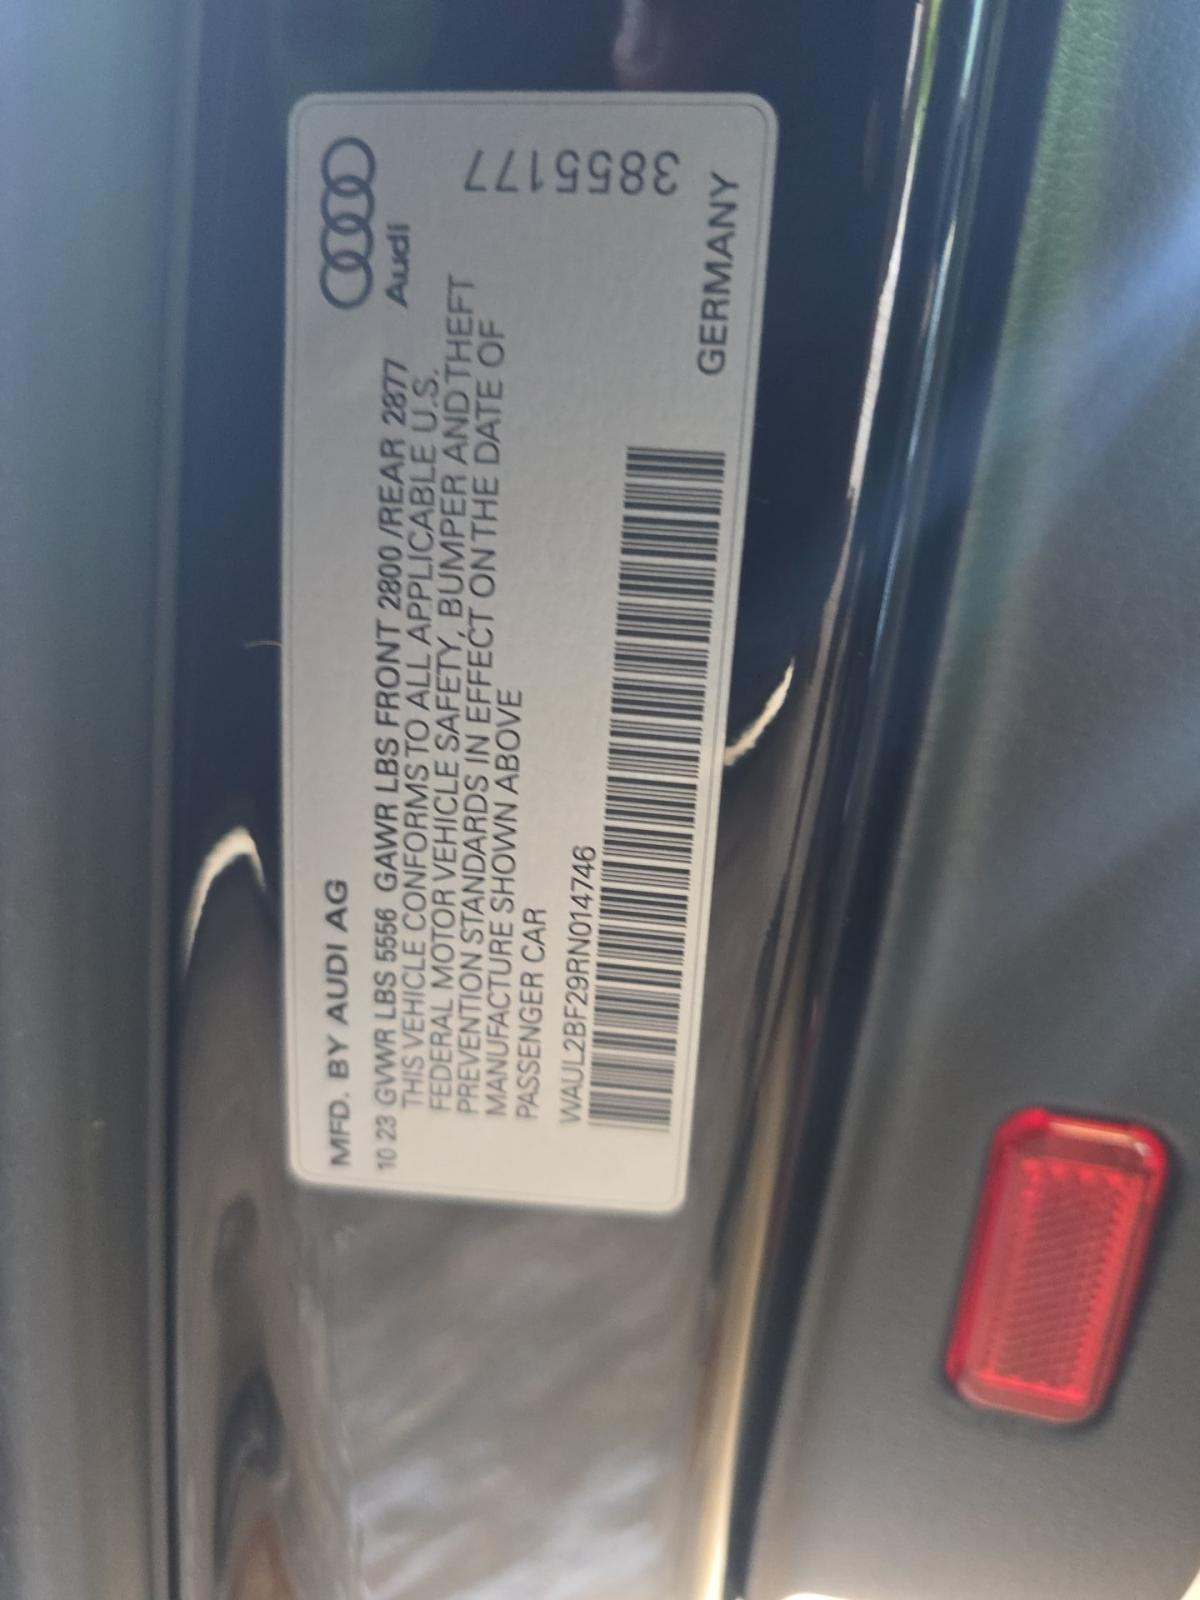 MFD. BY AUDI AG
Audi
10 23 GVWR LBS 5556 GAWR LBS FRONT 2800 /REAR 2877
THIS VEHICLE CONFORMS TO ALL APPLICABLE U.S.
FEDERAL MOTOR VEHICLE SAFETY, BUMPER AND THEFT
PREVENTION STANDARDS IN EFFECT ON THE DATE OF
MANUFACTURE SHOWN ABOVE
PASSENGER CAR
WAUL2BF29RN014746
GERMANY
3855177